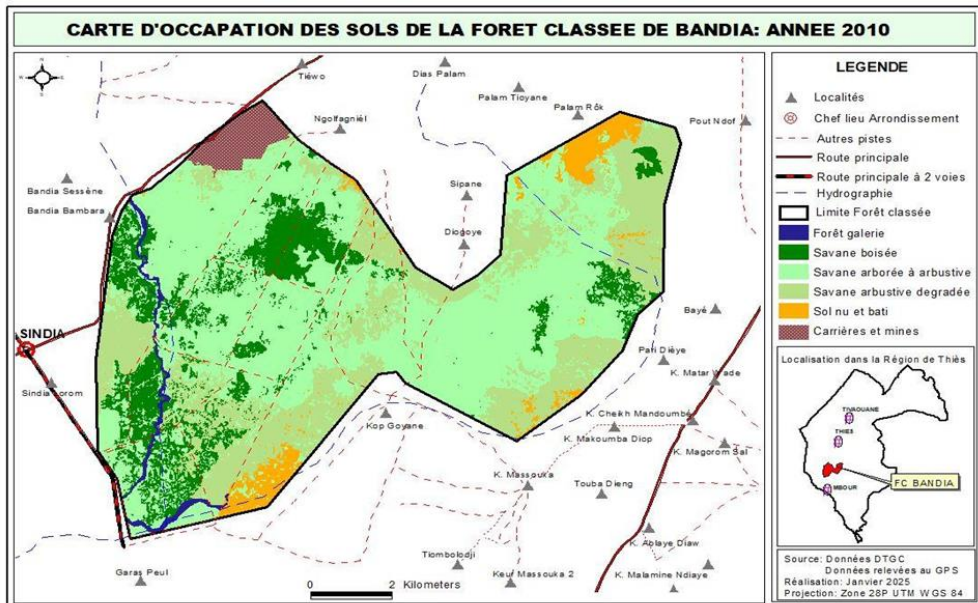 CARTE D'OCCAPATION DES SOLS DE LA FORET CLASSEE DE BANDIA: ANNEE 2010
Tiéwo
Dias Palam
Palam Tioyane
Palam Rôk
Pout Ndof
Ngolfagniél
Bandia Sessène
Bandia Bambara
Sipane
Diogoye
SINDIA
Sindia Lorom
Bayé
Pati Dièye
K. Matar Wade
Kop Goyane
K. Cheikh Mandoumbé
K. Makoumba Diop
K. Magorom Sal
K. Massouka
Touba Dieng
K. Ablaye Diaw
Tiombolodji
Garas Peul
Keur Massouka 2
K. Malamine Ndiaye
0 2
Kilometers
LEGENDE
Localités
Chef lieu Arrondissement
Autres pistes
Route principale
Route principale à 2 voies
Hydrographie
Limite Forêt classée
Forêt galerie
Savane boisée
Savane arborée à arbustive
Savane arbustive degradée
Sol nu et bati
Carrières et mines
Localisation dans la Région de Thiès
TIVAOUANE
THIES
MBOUR
FC BANDIA
Source: Données DTGC
Données relevées au GPS
Réalisation: Janvier 2025
Projection: Zone 28P UTM WGS 84